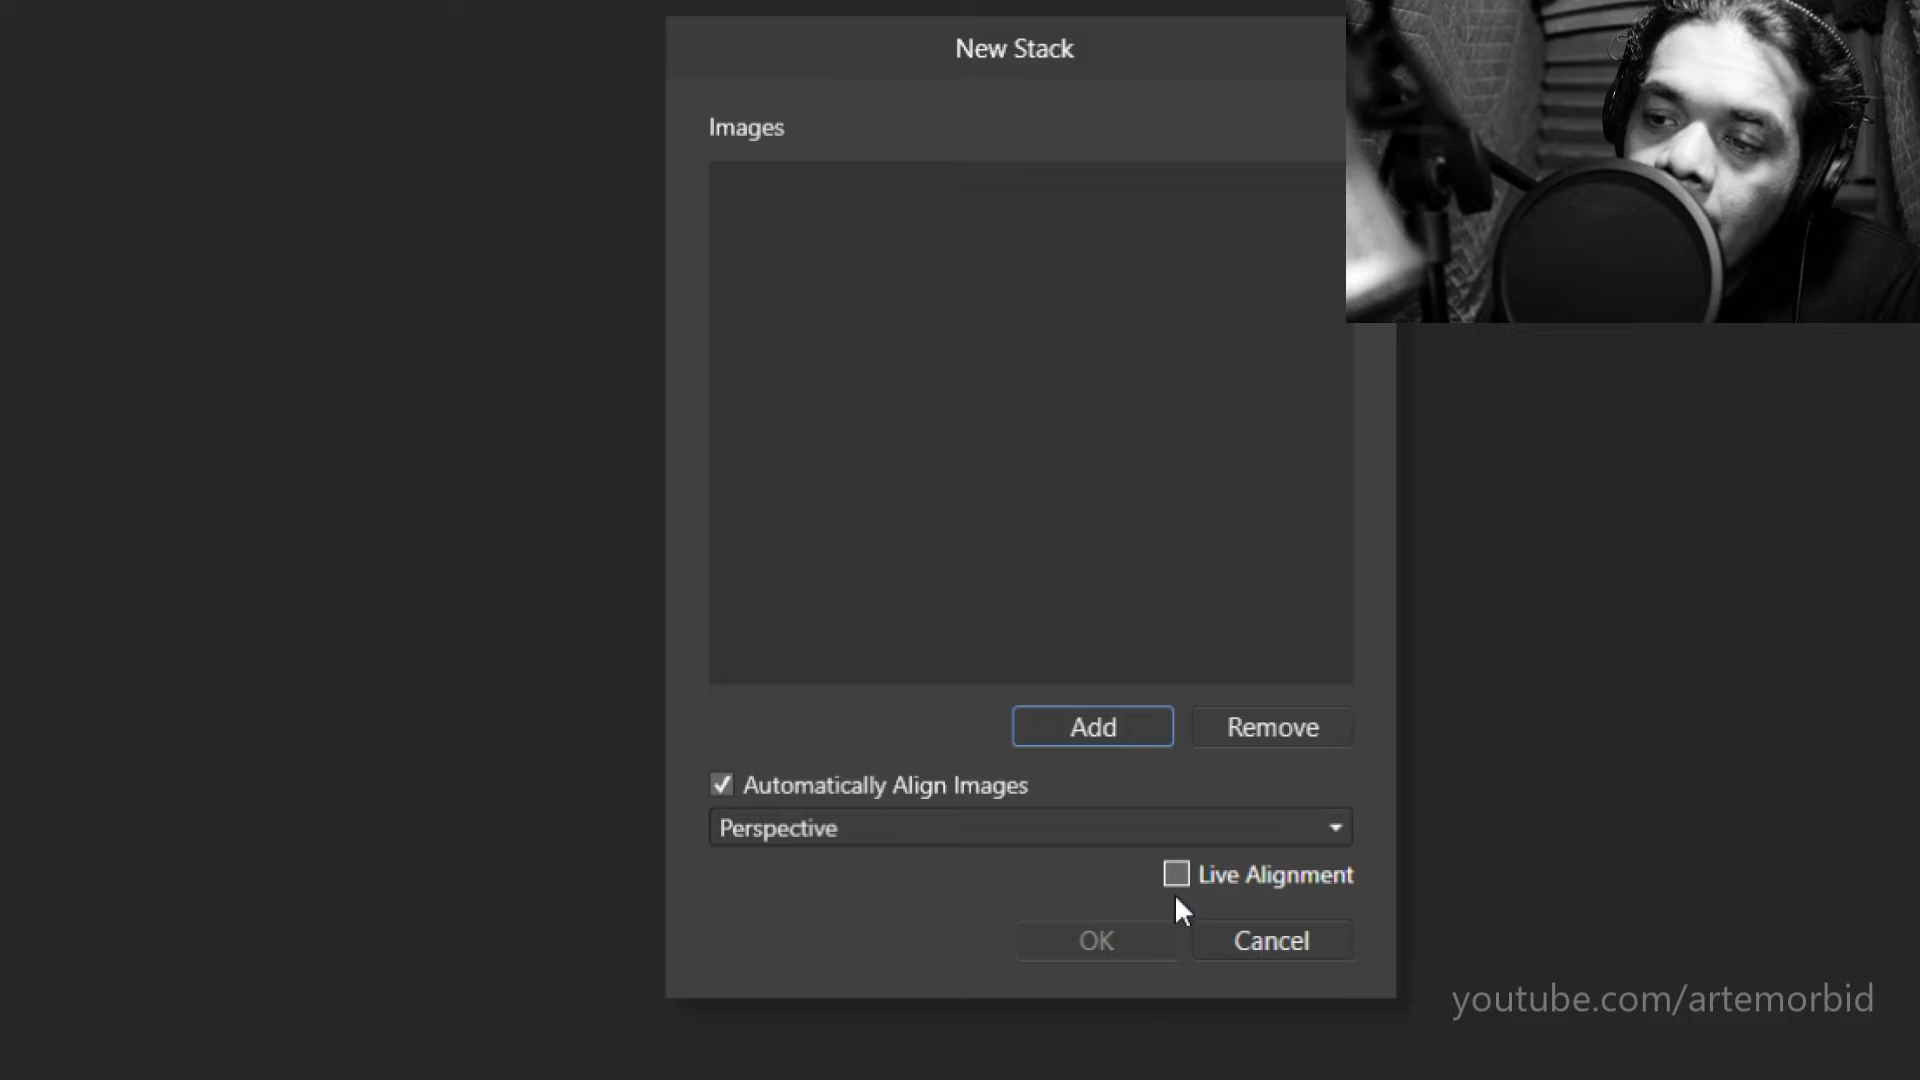 New Stack
Images
Add
Remove
Automatically Align Images
Perspective
Live Alignment
OK
Cancel
youtube.com/artemorbid